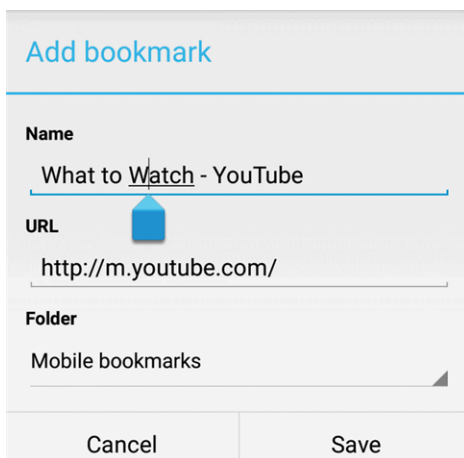 Add bookmark
Name
What to Watch - YouTube
URL
http://m.youtube.com/
Folder
Mobile bookmarks
Cancel Save